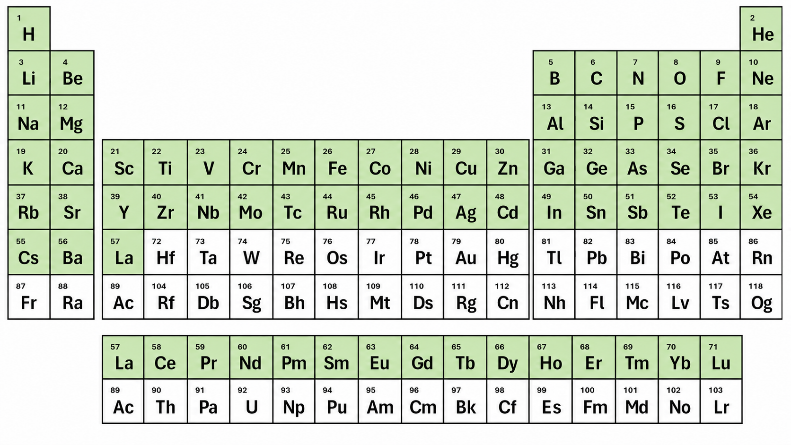 1 2
H He
3 4 5 6 7 8 9 10
Li Be B C N O F Ne
11 12 13 14 15 16 17 18
Na Mg Al Si P S Cl Ar
19 20 21 22 23 24 25 26 27 28 29 30 31 32 33 34 35 36
K Ca Sc Ti V Cr Mn Fe Co Ni Cu Zn Ga Ge As Se Br Kr
37 38 39 40 41 42 43 44 45 46 47 48 49 50 51 52 53 54
Rb Sr Y Zr Nb Mo Tc Ru Rh Pd Ag Cd In Sn Sb Te I Xe
55 56 57 72 73 74 75 76 77 78 79 80 81 82 83 84 85 86
Cs Ba La Hf Ta W Re Os Ir Pt Au Hg Tl Pb Bi Po At Rn
87 88 89 104 105 106 107 108 109 110 111 112 113 114 115 116 117 118
Fr Ra Ac Rf Db Sg Bh Hs Mt Ds Rg Cn Nh Fl Mc Lv Ts Og
57 58 59 60 61 62 63 64 65 66 67 68 69 70 71
La Ce Pr Nd Pm Sm Eu Gd Tb Dy Ho Er Tm Yb Lu
89 90 91 92 93 94 95 96 97 98 99 100 101 102 103
Ac Th Pa U Np Pu Am Cm Bk Cf Es Fm Md No Lr